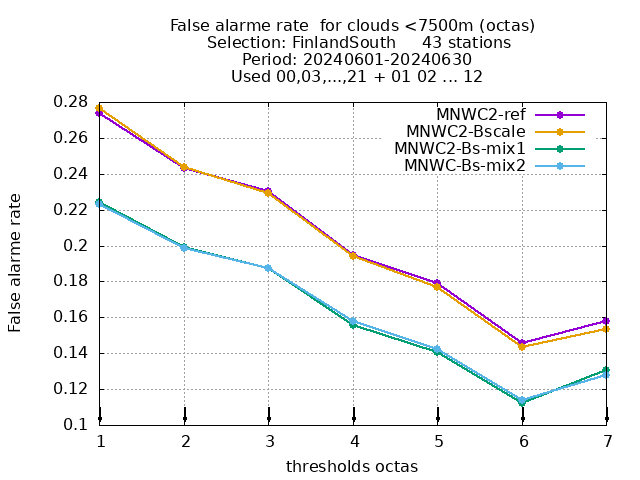 False alarme rate  for clouds <7500m (octas)
Selection: FinlandSouth     43 stations
Period: 20240601-20240630
Used 00,03,...,21 + 01 02 ... 12
MNWC2-ref
MNWC2-Bscale
MNWC2-Bs-mix1
MNWC-Bs-mix2
False alarme rate
0.28
0.26
0.24
0.22
0.2
0.18
0.16
0.14
0.12
0.1
1 2 3 4 5 6 7
thresholds octas